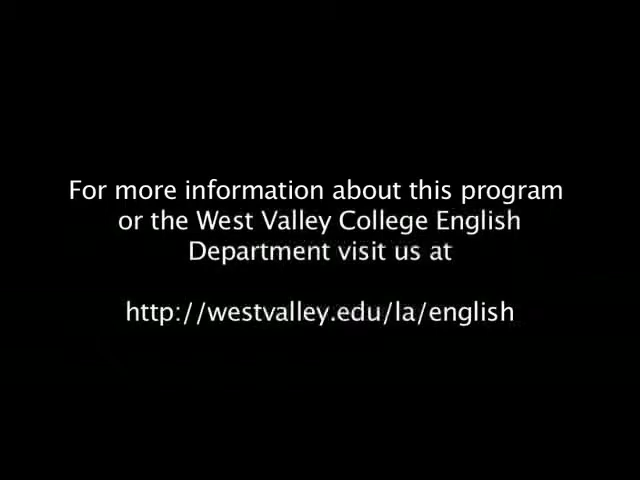 For more information about this program
or the West Valley College English
Department visit us at
http://westvalley.edu/la/english